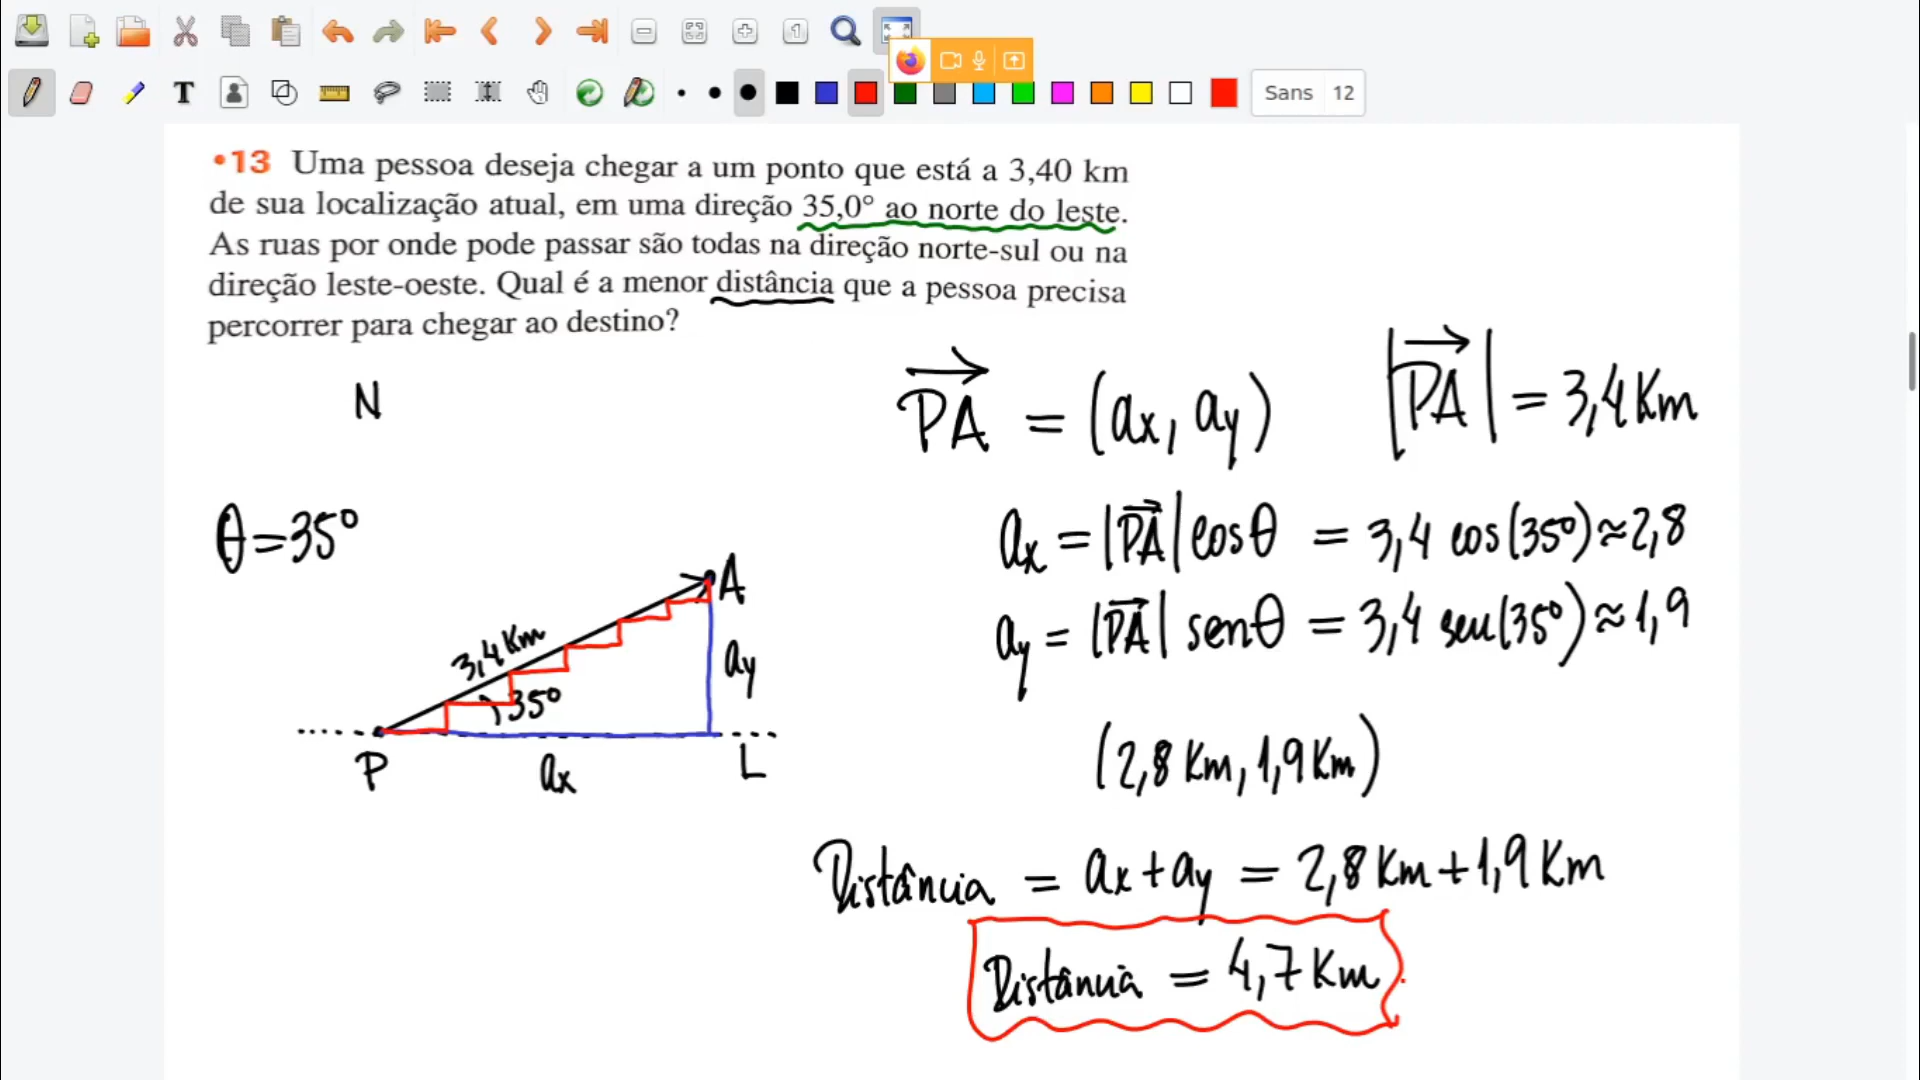 Sans 12
•13 Uma pessoa deseja chegar a um ponto que está a 3,40 km
de sua localização atual, em uma direção 35,0° ao norte do leste.
As ruas por onde pode passar são todas na direção norte-sul ou na
direção leste-oeste. Qual é a menor distância que a pessoa precisa
percorrer para chegar ao destino?
N
θ=35°
A
3,4 Km
35°
ay
P
ax
L
PA = (ax, ay)
|PA| = 3,4 Km
ax = |PA| cosθ = 3,4 cos(35°) ≈ 2,8
ay = |PA| senθ = 3,4 sen(35°) ≈ 1,9
(2,8 Km, 1,9 Km)
Distância = ax + ay = 2,8 Km + 1,9 Km
Distância = 4,7 Km